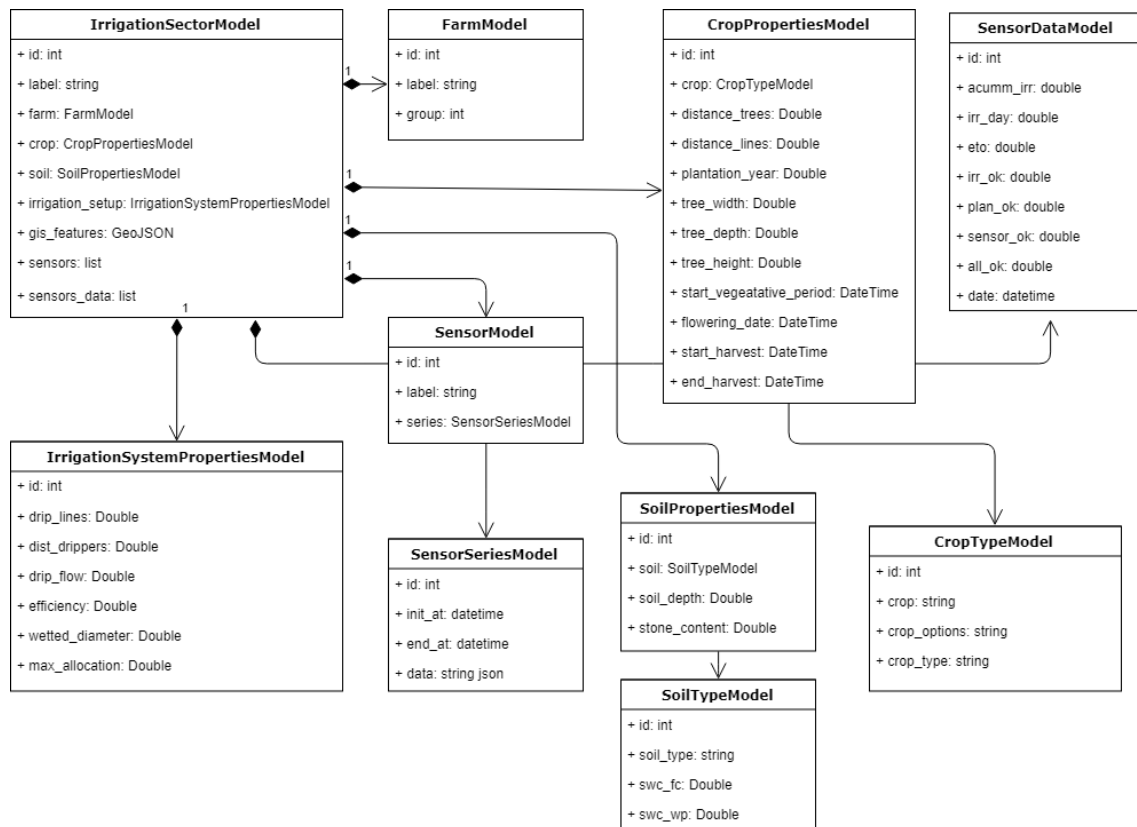 IrrigationSectorModel
+ id: int
+ label: string
+ farm: FarmModel
+ crop: CropPropertiesModel
+ soil: SoilPropertiesModel
+ irrigation_setup: IrrigationSystemPropertiesModel
+ gis_features: GeoJSON
+ sensors: list
+ sensors_data: list
1
1
1
1
1
FarmModel
+ id: int
+ label: string
+ group: int
CropPropertiesModel
+ id: int
+ crop: CropTypeModel
+ distance_trees: Double
+ distance_lines: Double
+ plantation_year: Double
+ tree_width: Double
+ tree_depth: Double
+ tree_height: Double
+ start_vegeatative_period: DateTime
+ flowering_date: DateTime
+ start_harvest: DateTime
+ end_harvest: DateTime
SensorDataModel
+ id: int
+ acumm_irr: double
+ irr_day: double
+ eto: double
+ irr_ok: double
+ plan_ok: double
+ sensor_ok: double
+ all_ok: double
+ date: datetime
SensorModel
+ id: int
+ label: string
+ series: SensorSeriesModel
IrrigationSystemPropertiesModel
+ id: int
+ drip_lines: Double
+ dist_drippers: Double
+ drip_flow: Double
+ efficiency: Double
+ wetted_diameter: Double
+ max_allocation: Double
SensorSeriesModel
+ id: int
+ init_at: datetime
+ end_at: datetime
+ data: string json
SoilPropertiesModel
+ id: int
+ soil: SoilTypeModel
+ soil_depth: Double
+ stone_content: Double
CropTypeModel
+ id: int
+ crop: string
+ crop_options: string
+ crop_type: string
SoilTypeModel
+ id: int
+ soil_type: string
+ swc_fc: Double
+ swc_wp: Double